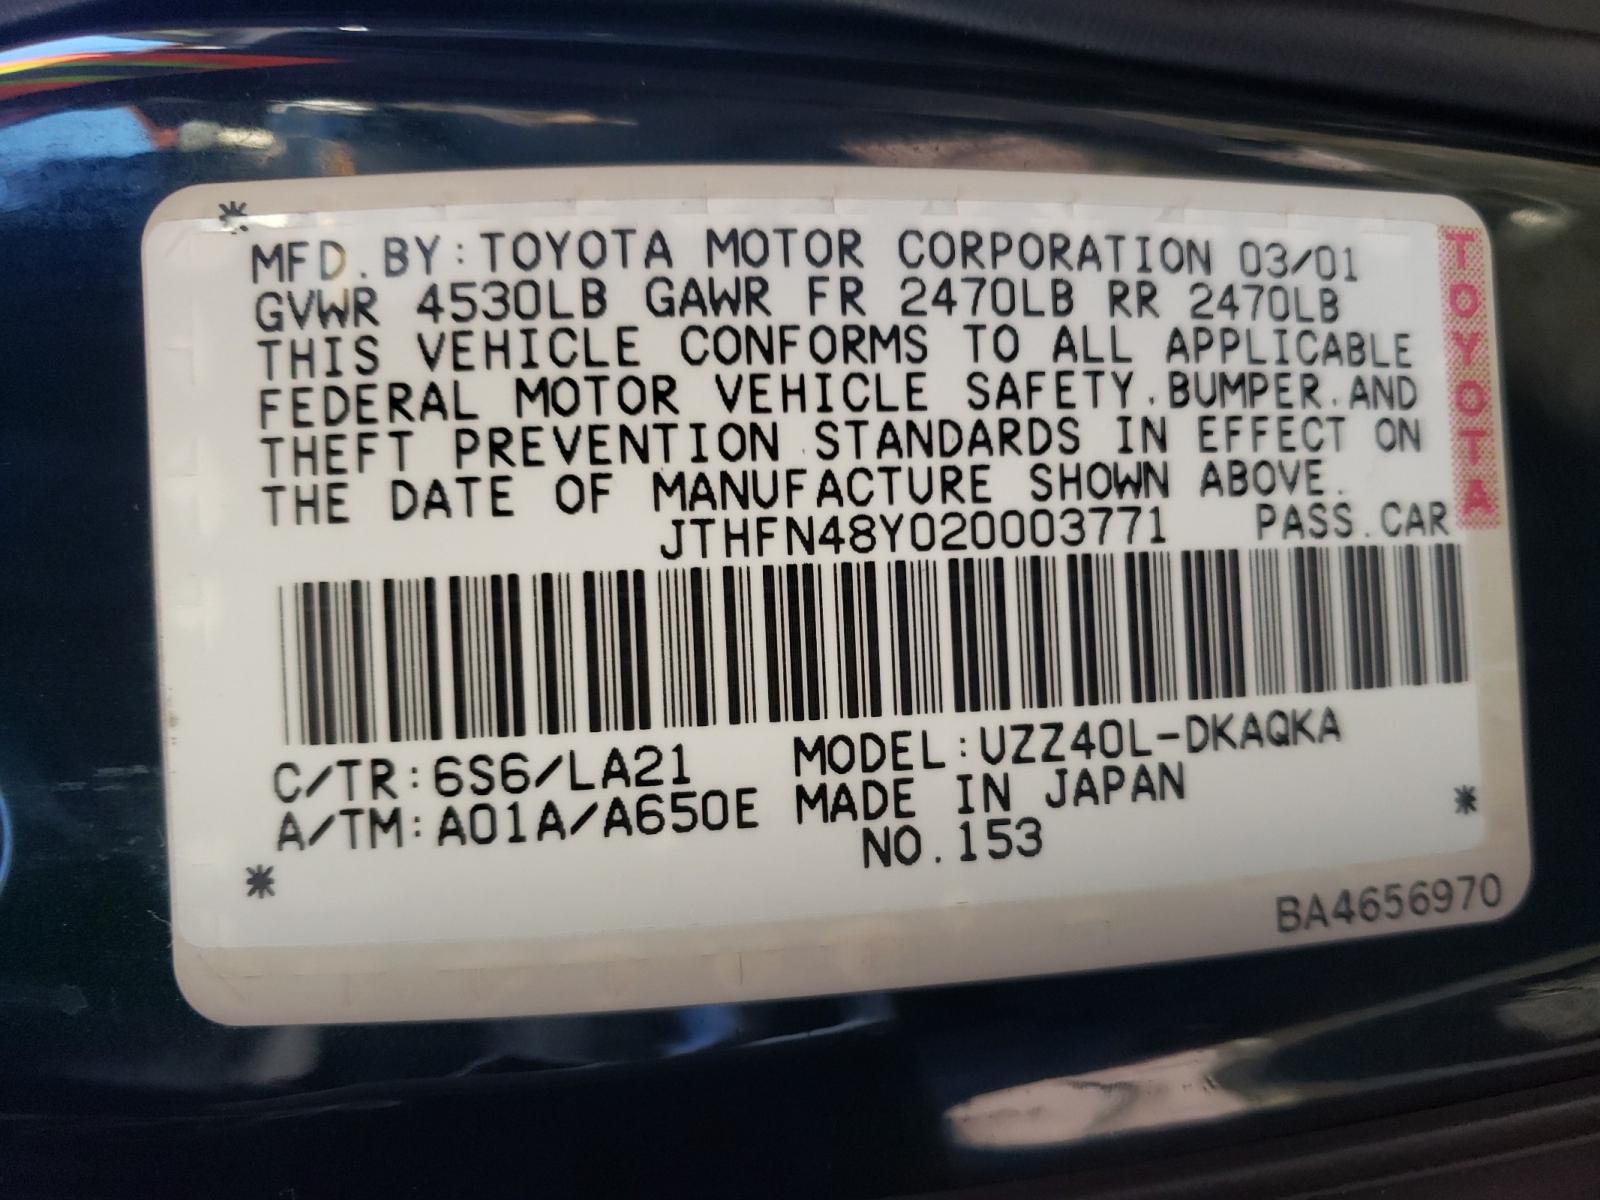 MFD. BY: TOYOTA MOTOR CORPORATION 03/01
GVWR 4530LB GAWR FR 2470LB RR 2470LB
THIS VEHICLE CONFORMS TO ALL APPLICABLE
FEDERAL MOTOR VEHICLE SAFETY, BUMPER, AND
THEFT PREVENTION STANDARDS IN EFFECT ON
THE DATE OF MANUFACTURE SHOWN ABOVE.
JTHFN48Y020003771 PASS. CAR
C/TR: 6S6/LA21 MODEL: UZZ40L-DKAQKA
A/TM: A01A/A650E MADE IN JAPAN
NO. 153
BA4656970
TOYOTA